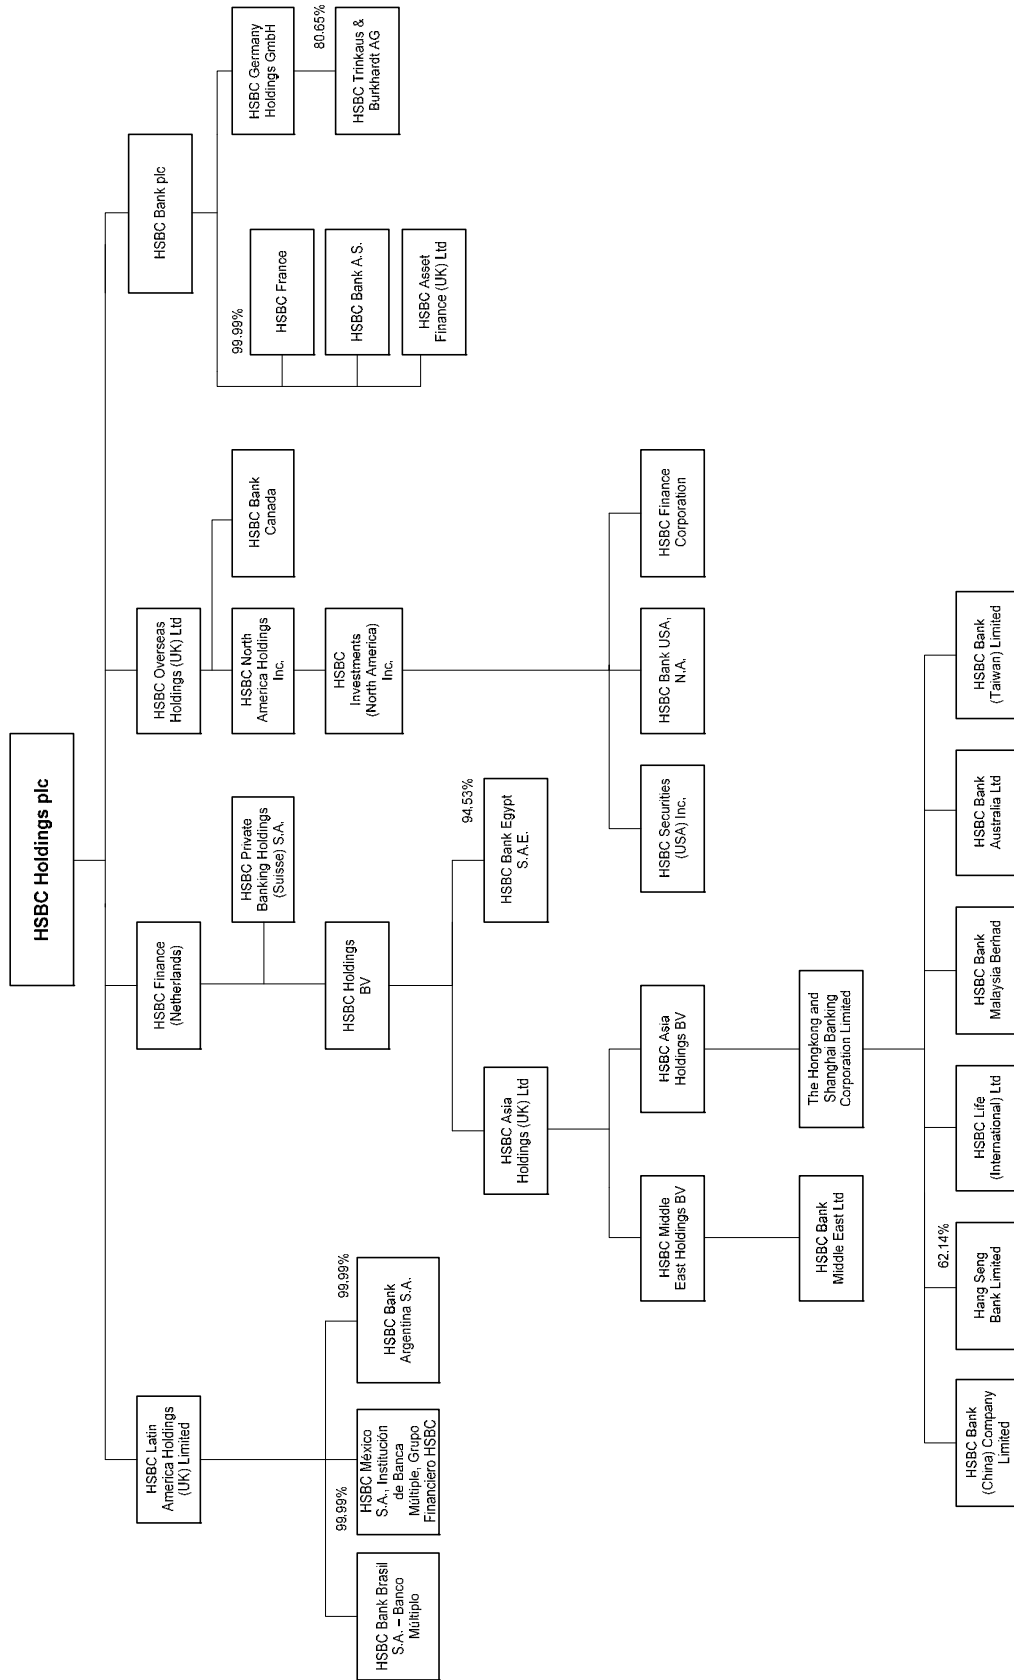 HSBC Holdings plc
HSBC Latin
America Holdings
(UK) Limited
HSBC Finance
(Netherlands)
HSBC Overseas
Holdings (UK) Ltd
HSBC Bank plc
HSBC Private
Banking Holdings
(Suisse) S.A.
HSBC North
America Holdings
Inc.
HSBC Bank
Canada
99.99%
HSBC France
HSBC Germany
Holdings GmbH
99.99%
99.99%
HSBC Bank Brasil
S.A. – Banco
Múltiplo
HSBC México
S.A., Institución
de Banca
Múltiple, Grupo
Financiero HSBC
HSBC Bank
Argentina S.A.
HSBC Holdings
BV
HSBC
Investments
(North America)
Inc.
HSBC Bank A.S.
80.65%
HSBC Trinkaus &
Burkhardt AG
HSBC Asset
Finance (UK) Ltd
94.53%
HSBC Asia
Holdings (UK) Ltd
HSBC Bank Egypt
S.A.E.
HSBC Middle
East Holdings BV
HSBC Asia
Holdings BV
HSBC Securities
(USA) Inc.
HSBC Bank USA,
N.A.
HSBC Finance
Corporation
HSBC Bank
Middle East Ltd
The Hongkong and
Shanghai Banking
Corporation Limited
62.14%
HSBC Bank
(China) Company
Limited
Hang Seng
Bank Limited
HSBC Life
(International) Ltd
HSBC Bank
Malaysia Berhad
HSBC Bank
Australia Ltd
HSBC Bank
(Taiwan) Limited